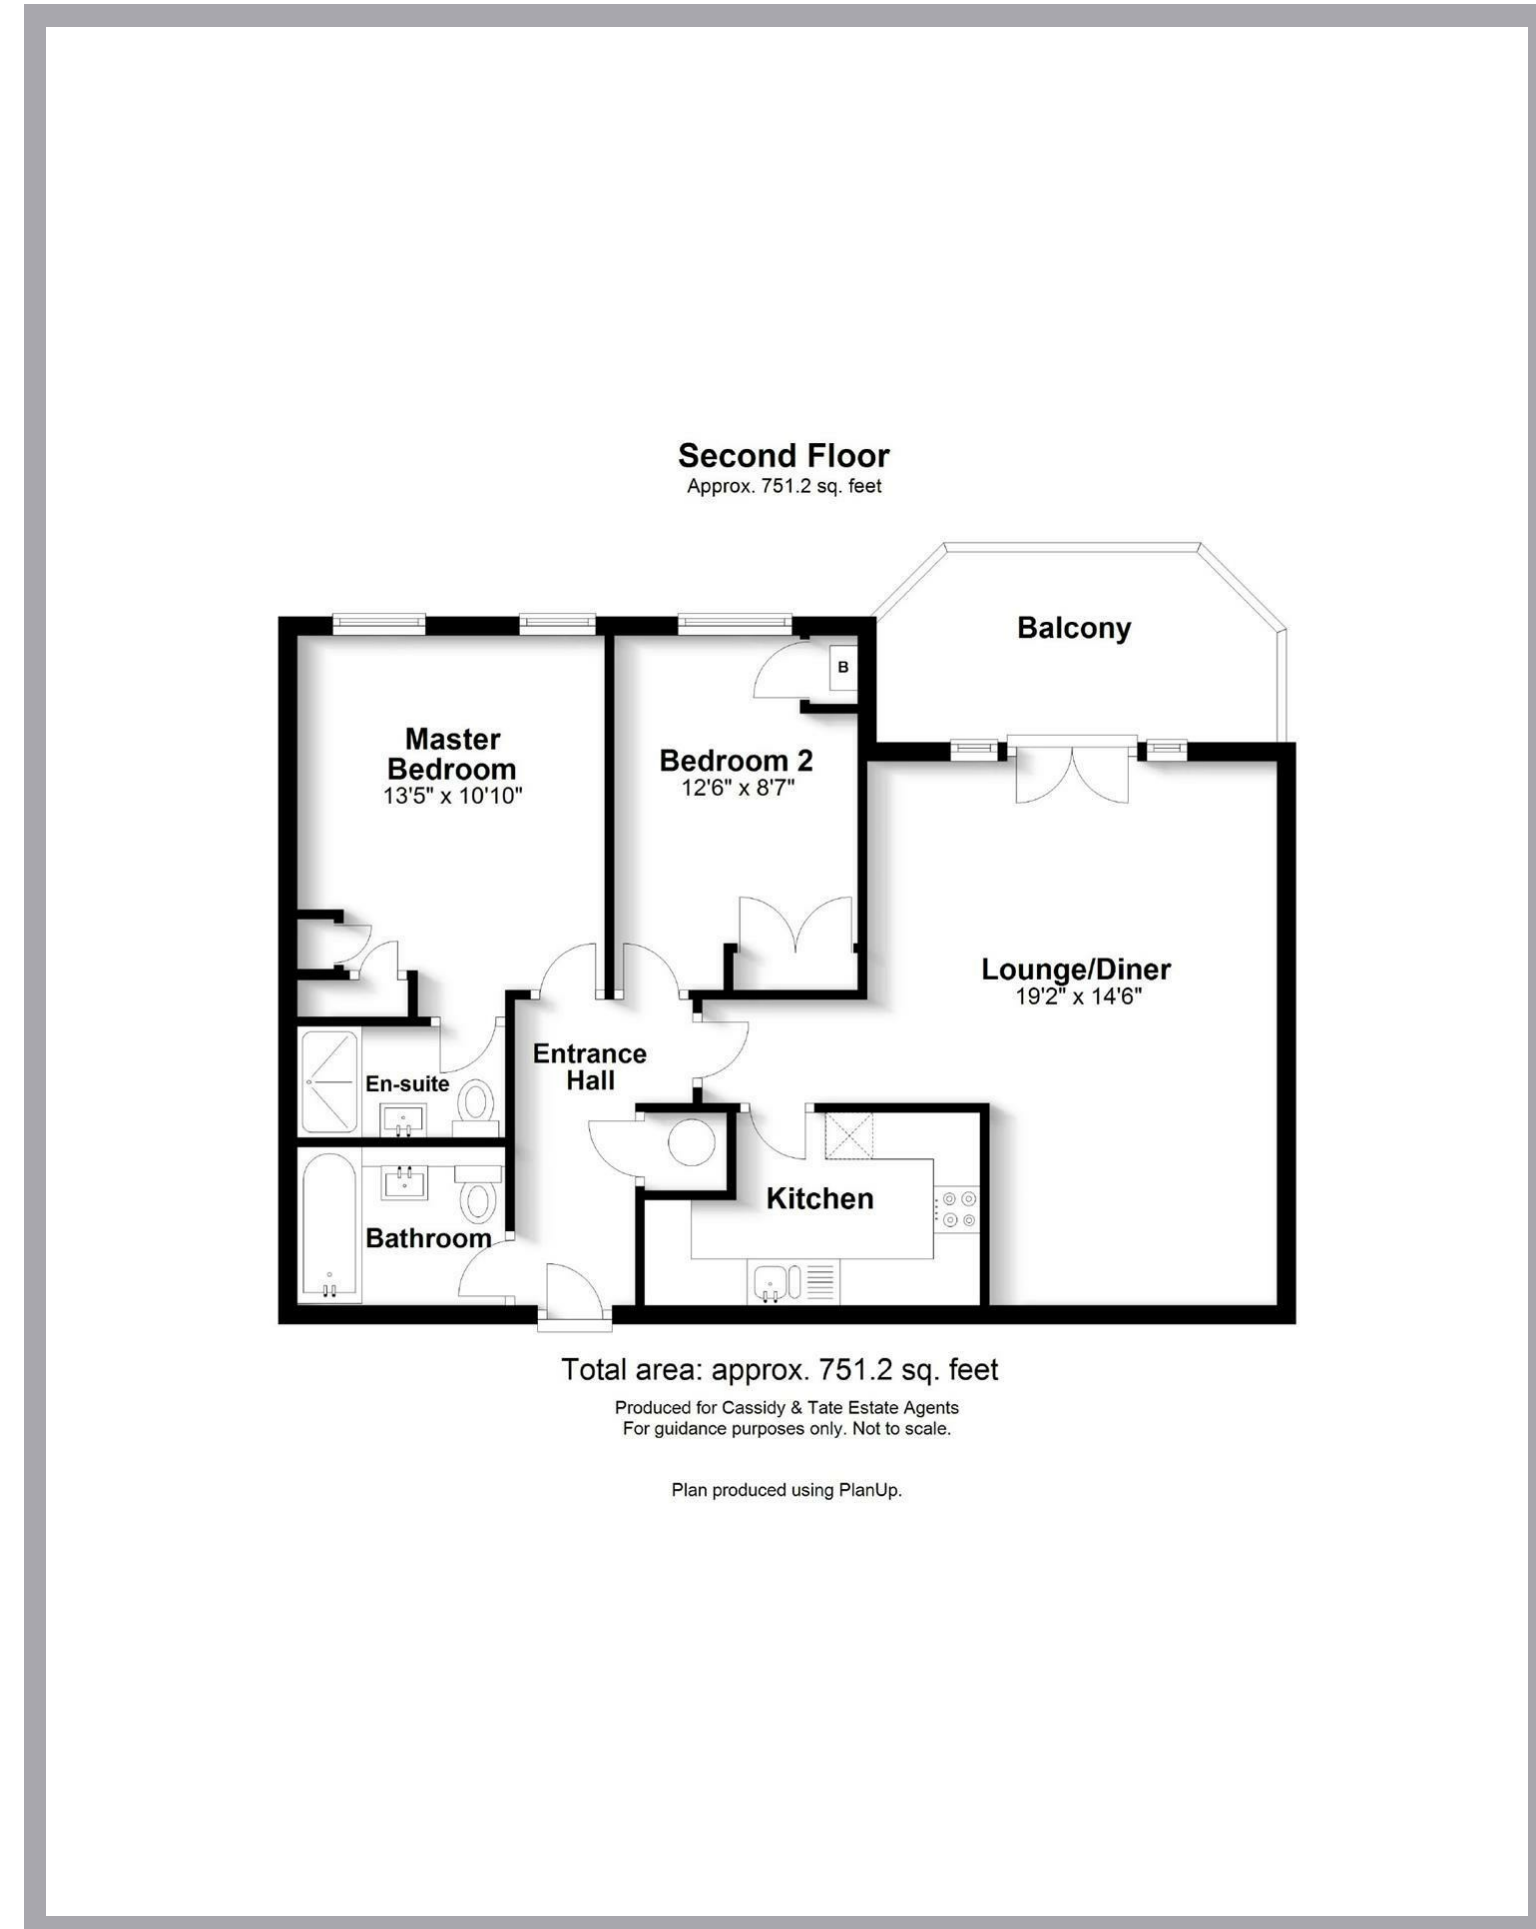 Second Floor
Approx. 751.2 sq. feet
Balcony
B
Master
Bedroom
13'5" x 10'10"
Bedroom 2
12'6" x 8'7"
Lounge/Diner
19'2" x 14'6"
Entrance
Hall
En-suite
Kitchen
Bathroom
Total area: approx. 751.2 sq. feet
Produced for Cassidy & Tate Estate Agents
For guidance purposes only. Not to scale.
Plan produced using PlanUp.